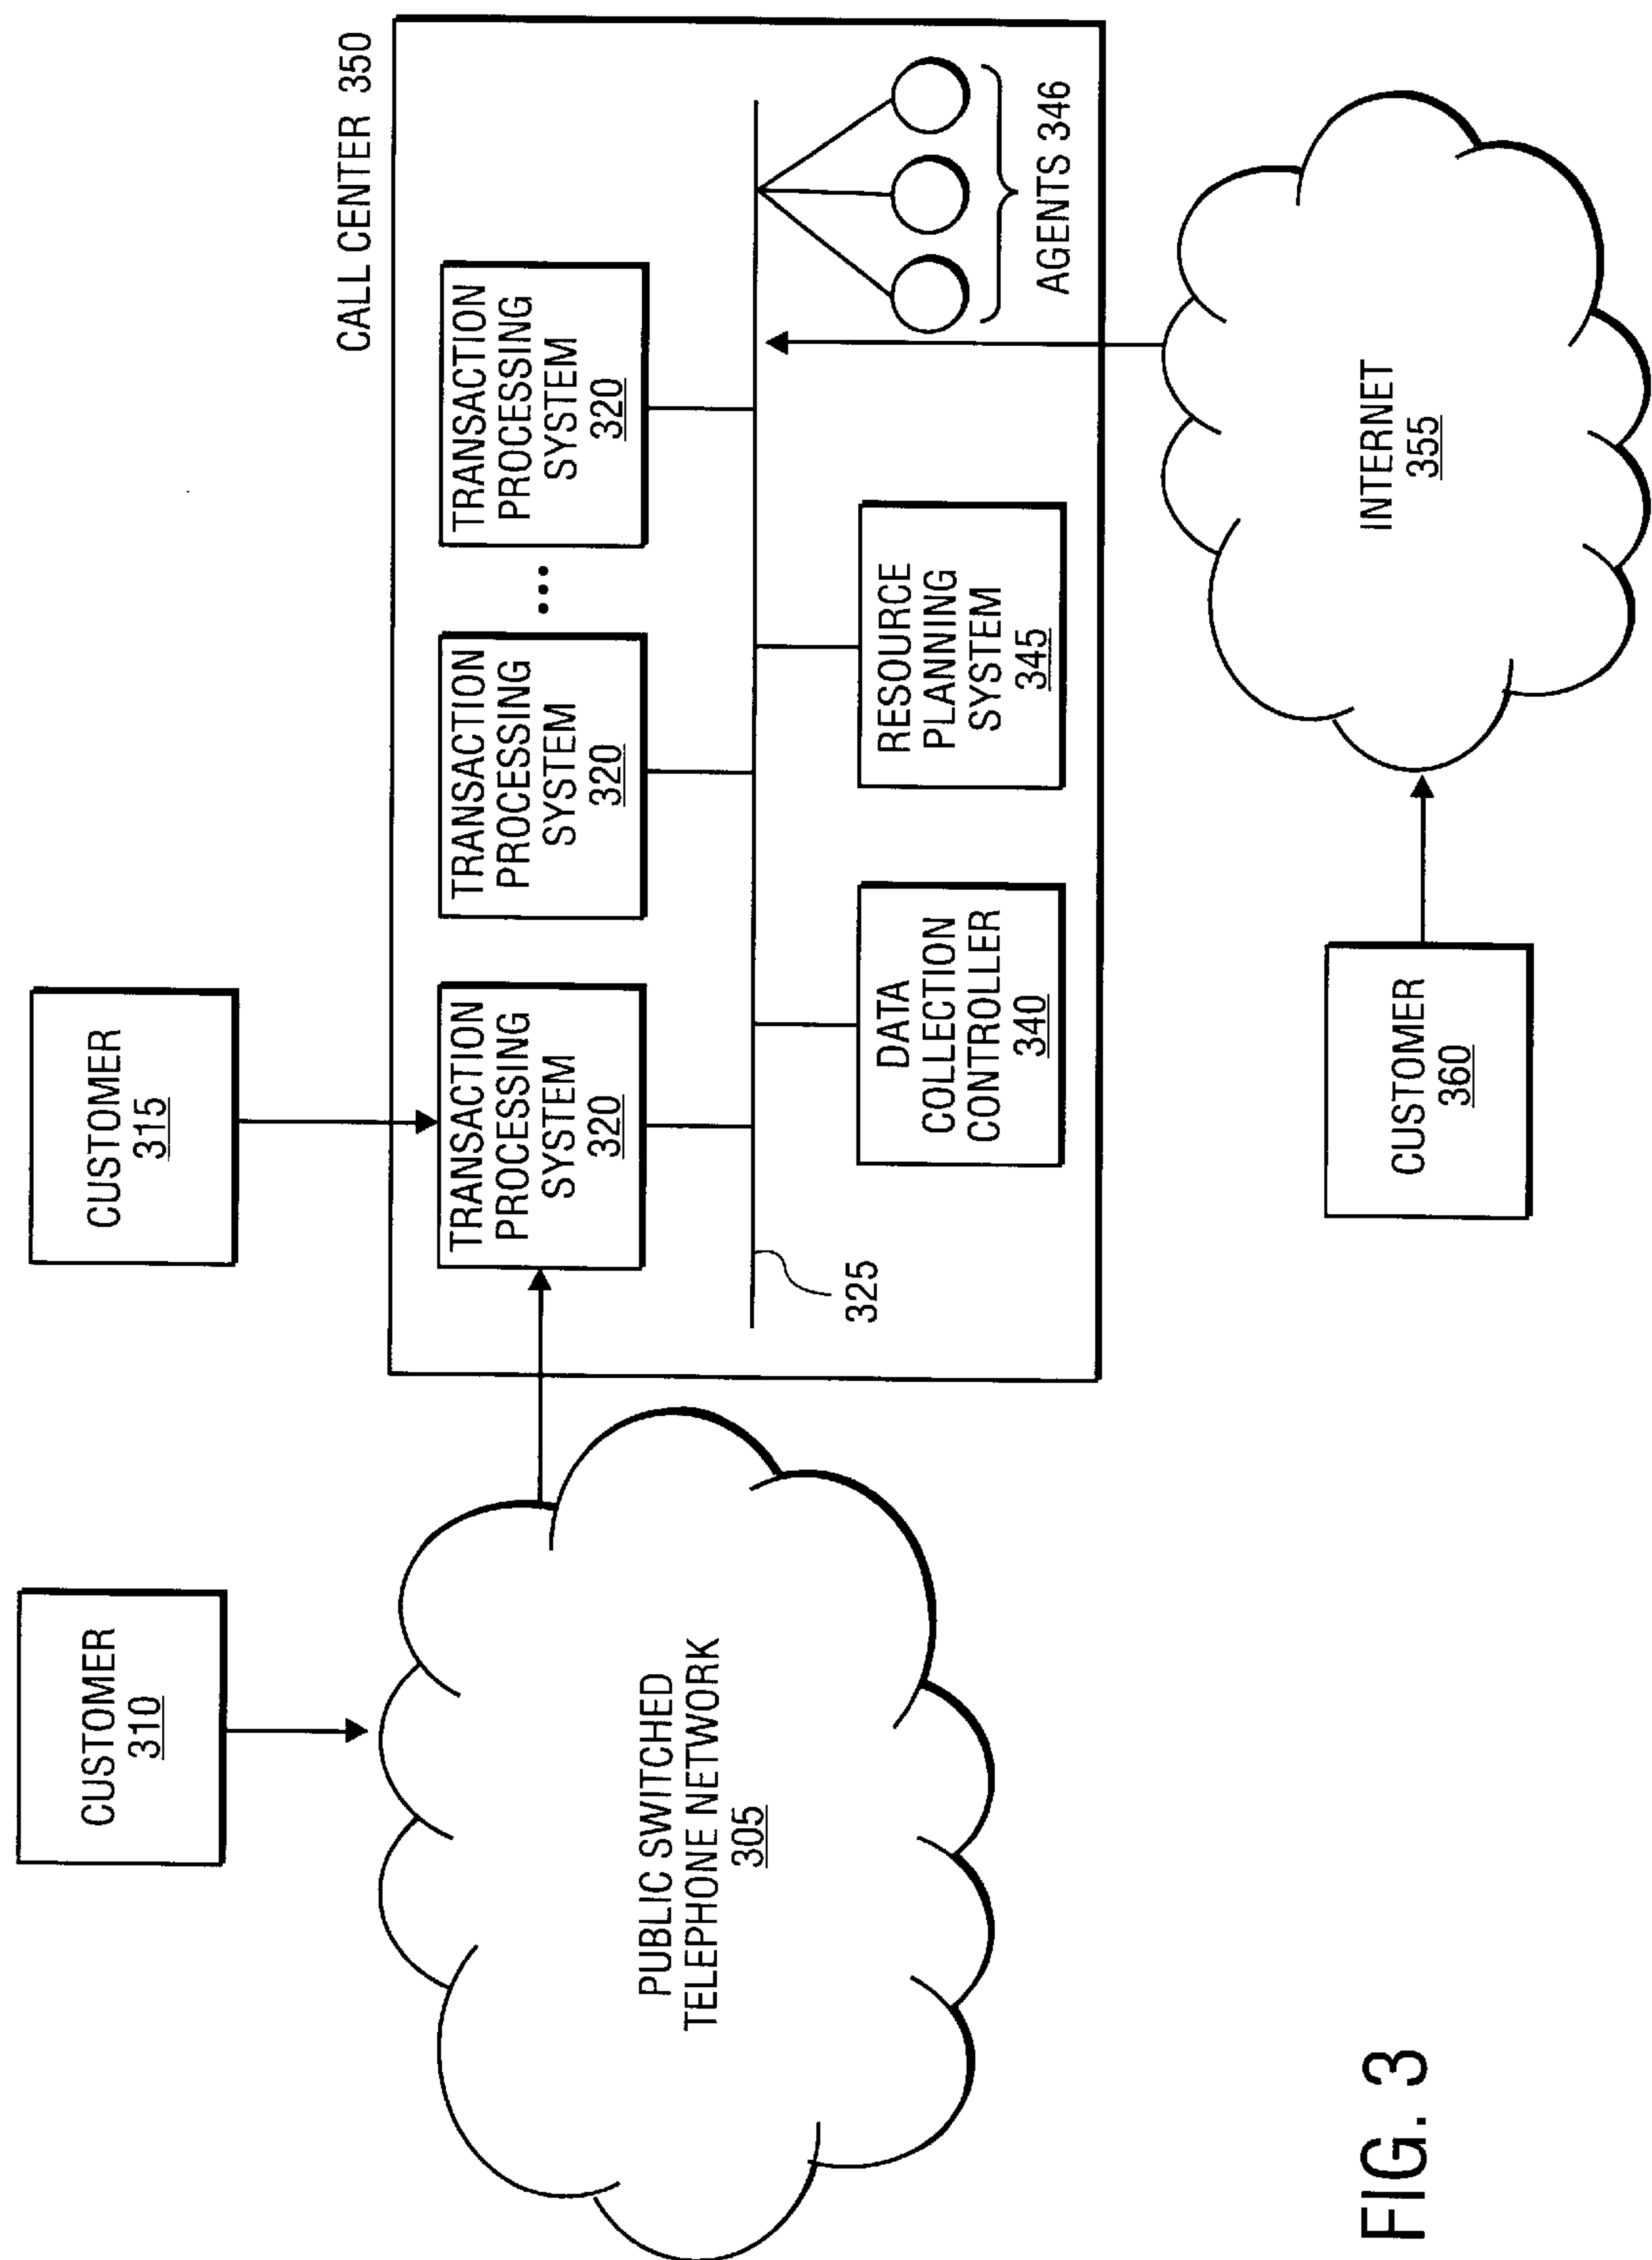 CUSTOMER
310
CUSTOMER
315
CALL CENTER 350
TRANSACTION
PROCESSING
SYSTEM
320
TRANSACTION
PROCESSING
SYSTEM
320
...
TRANSACTION
PROCESSING
SYSTEM
320
PUBLIC SWITCHED
TELEPHONE NETWORK
305
325
DATA
COLLECTION
CONTROLLER
340
RESOURCE
PLANNING
SYSTEM
345
AGENTS 346
CUSTOMER
360
INTERNET
355
FIG. 3